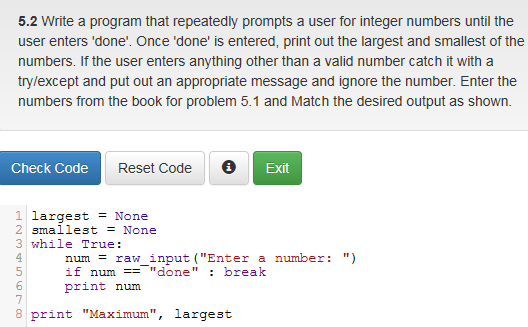 5.2 Write a program that repeatedly prompts a user for integer numbers until the
user enters 'done'. Once 'done' is entered, print out the largest and smallest of the
numbers. If the user enters anything other than a valid number catch it with a
try/except and put out an appropriate message and ignore the number. Enter the
numbers from the book for problem 5.1 and Match the desired output as shown.
Check Code Reset Code i Exit
1 largest = None
2 smallest = None
3 while True:
4     num = raw_input("Enter a number: ")
5     if num == "done" : break
6     print num
7
8 print "Maximum", largest